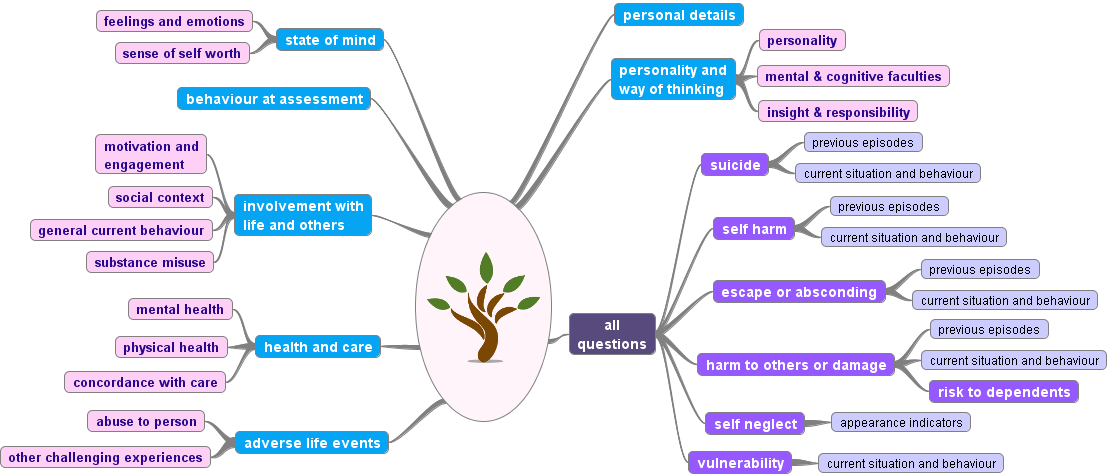 feelings and emotions
sense of self worth
state of mind
behaviour at assessment
motivation and
engagement
social context
general current behaviour
substance misuse
involvement with
life and others
mental health
physical health
concordance with care
health and care
abuse to person
other challenging experiences
adverse life events
personal details
personality and
way of thinking
personality
mental & cognitive faculties
insight & responsibility
all
questions
suicide
previous episodes
current situation and behaviour
self harm
previous episodes
current situation and behaviour
escape or absconding
previous episodes
current situation and behaviour
harm to others or damage
previous episodes
current situation and behaviour
risk to dependents
self neglect
appearance indicators
vulnerability
current situation and behaviour